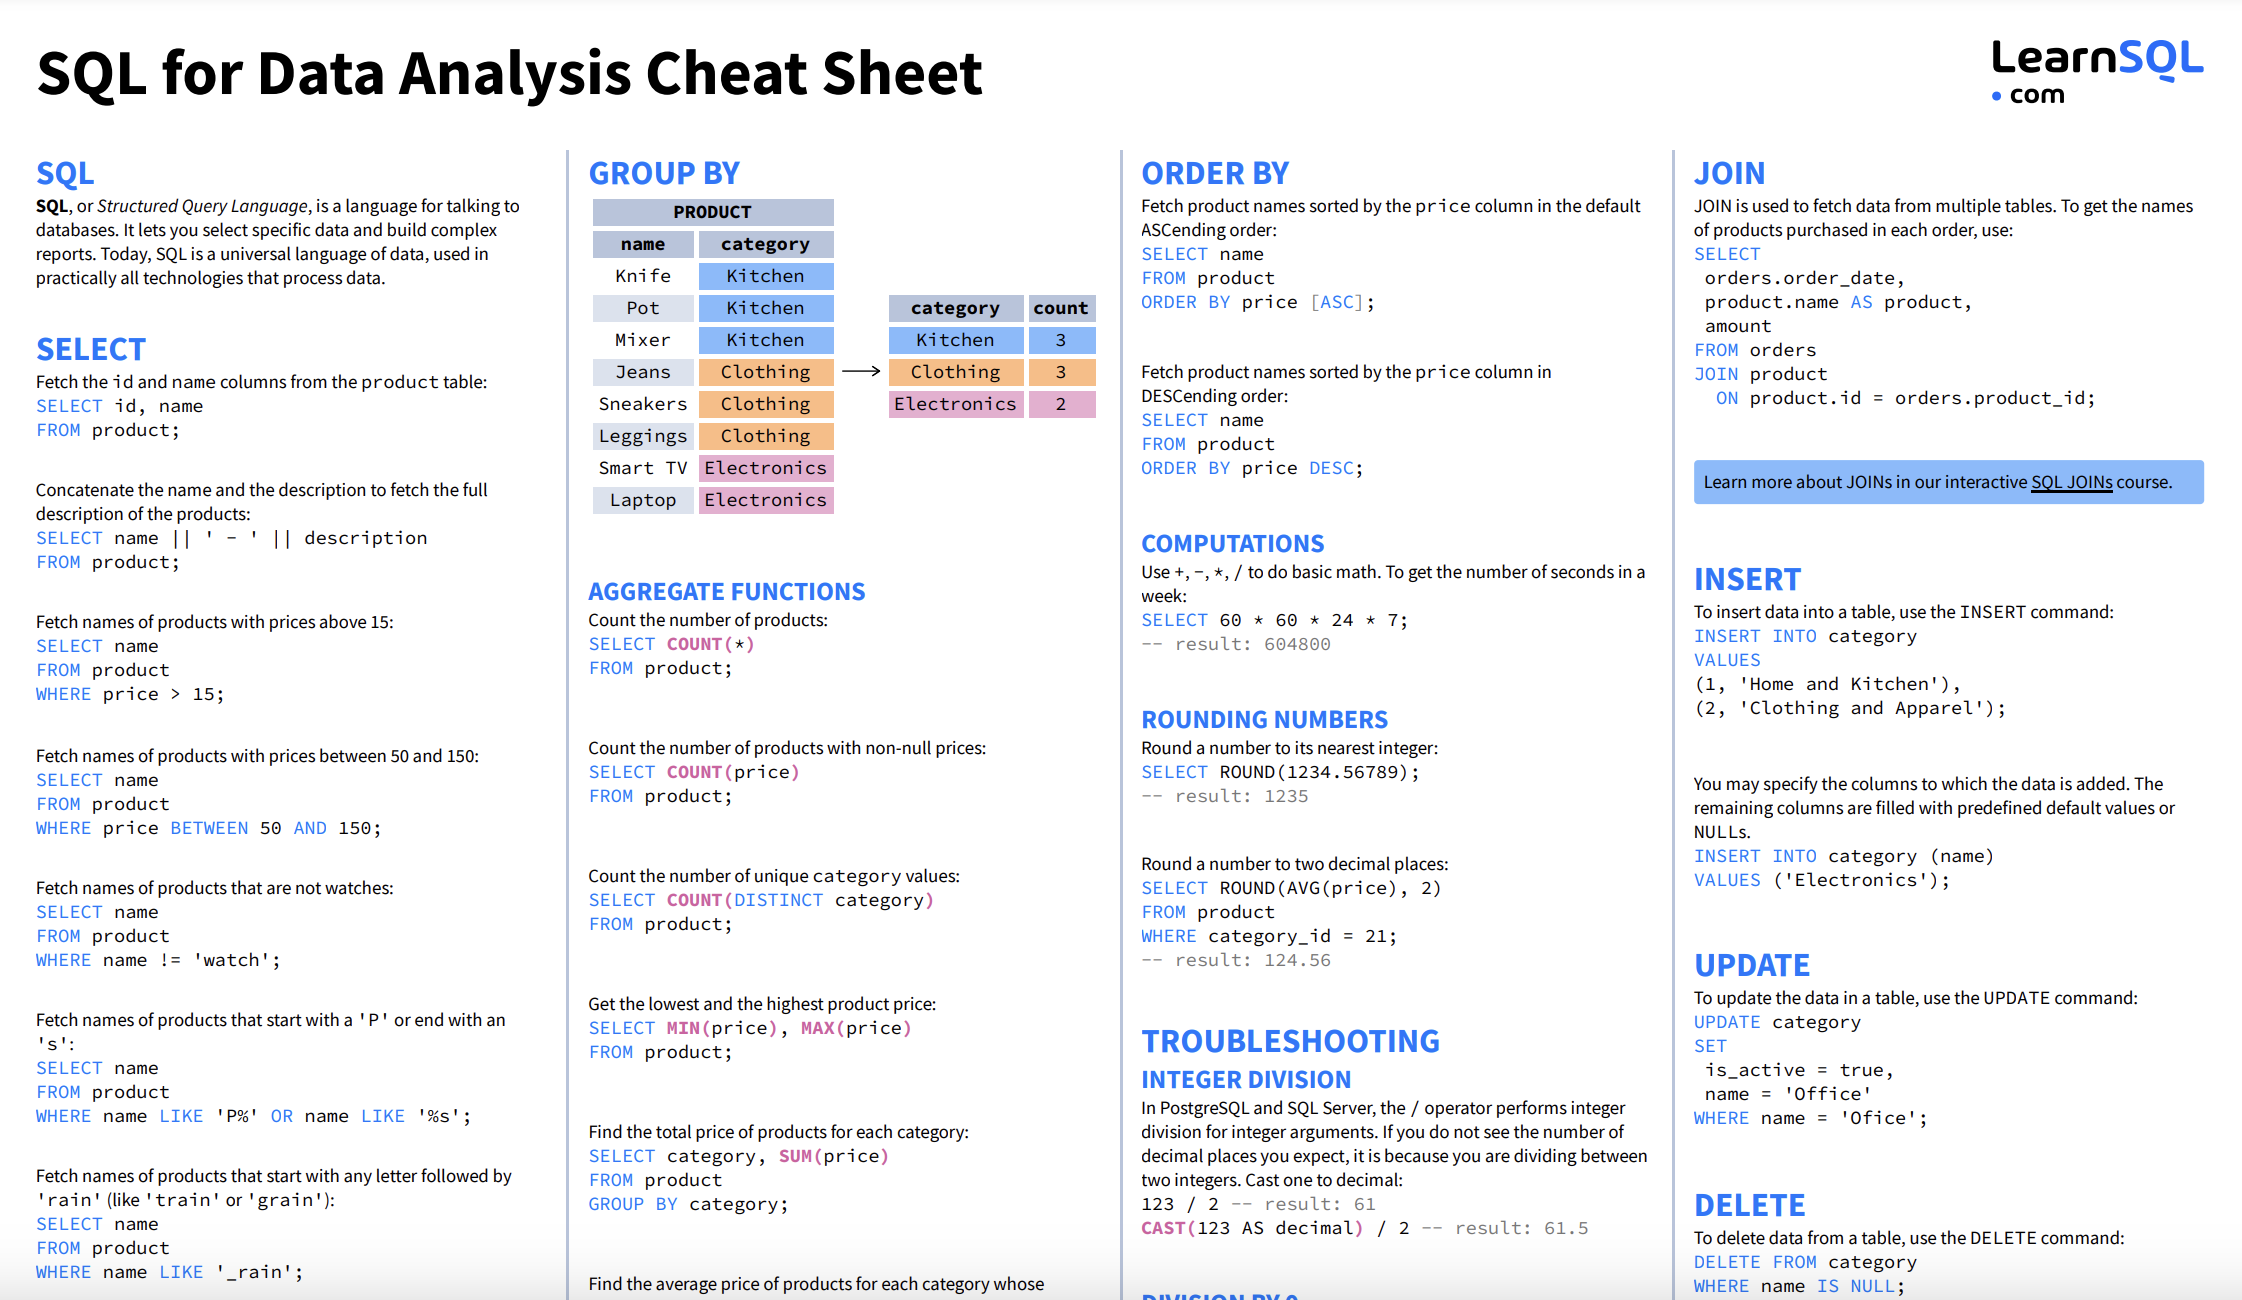 SQL for Data Analysis Cheat Sheet
LearnSQL
• com
SQL
SQL, or Structured Query Language, is a language for talking to
databases. It lets you select specific data and build complex
reports. Today, SQL is a universal language of data, used in
practically all technologies that process data.
SELECT
Fetch the id and name columns from the product table:
SELECT id, name
FROM product;
Concatenate the name and the description to fetch the full
description of the products:
SELECT name || ' - ' || description
FROM product;
Fetch names of products with prices above 15:
SELECT name
FROM product
WHERE price > 15;
Fetch names of products with prices between 50 and 150:
SELECT name
FROM product
WHERE price BETWEEN 50 AND 150;
Fetch names of products that are not watches:
SELECT name
FROM product
WHERE name != 'watch';
Fetch names of products that start with a 'P' or end with an
's':
SELECT name
FROM product
WHERE name LIKE 'P%' OR name LIKE '%s';
Fetch names of products that start with any letter followed by
'rain' (like 'train' or 'grain'):
SELECT name
FROM product
WHERE name LIKE '_rain';
GROUP BY
PRODUCT
name category
Knife Kitchen
Pot Kitchen
Mixer Kitchen
Jeans Clothing
Sneakers Clothing
Leggings Clothing
Smart TV Electronics
Laptop Electronics
category count
Kitchen 3
Clothing 3
Electronics 2
AGGREGATE FUNCTIONS
Count the number of products:
SELECT COUNT(*)
FROM product;
Count the number of products with non-null prices:
SELECT COUNT(price)
FROM product;
Count the number of unique category values:
SELECT COUNT(DISTINCT category)
FROM product;
Get the lowest and the highest product price:
SELECT MIN(price), MAX(price)
FROM product;
Find the total price of products for each category:
SELECT category, SUM(price)
FROM product
GROUP BY category;
Find the average price of products for each category whose
ORDER BY
Fetch product names sorted by the price column in the default
ASCending order:
SELECT name
FROM product
ORDER BY price [ASC];
Fetch product names sorted by the price column in
DESCending order:
SELECT name
FROM product
ORDER BY price DESC;
COMPUTATIONS
Use +, -, *, / to do basic math. To get the number of seconds in a
week:
SELECT 60 * 60 * 24 * 7;
-- result: 604800
ROUNDING NUMBERS
Round a number to its nearest integer:
SELECT ROUND(1234.56789);
-- result: 1235
Round a number to two decimal places:
SELECT ROUND(AVG(price), 2)
FROM product
WHERE category_id = 21;
-- result: 124.56
TROUBLESHOOTING
INTEGER DIVISION
In PostgreSQL and SQL Server, the / operator performs integer
division for integer arguments. If you do not see the number of
decimal places you expect, it is because you are dividing between
two integers. Cast one to decimal:
123 / 2 -- result: 61
CAST(123 AS decimal) / 2 -- result: 61.5
DIVISION BY 0
JOIN
JOIN is used to fetch data from multiple tables. To get the names
of products purchased in each order, use:
SELECT
orders.order_date,
product.name AS product,
amount
FROM orders
JOIN product
ON product.id = orders.product_id;
Learn more about JOINs in our interactive SQL JOINs course.
INSERT
To insert data into a table, use the INSERT command:
INSERT INTO category
VALUES
(1, 'Home and Kitchen'),
(2, 'Clothing and Apparel');
You may specify the columns to which the data is added. The
remaining columns are filled with predefined default values or
NULLs.
INSERT INTO category (name)
VALUES ('Electronics');
UPDATE
To update the data in a table, use the UPDATE command:
UPDATE category
SET
is_active = true,
name = 'Office'
WHERE name = 'Ofice';
DELETE
To delete data from a table, use the DELETE command:
DELETE FROM category
WHERE name IS NULL;